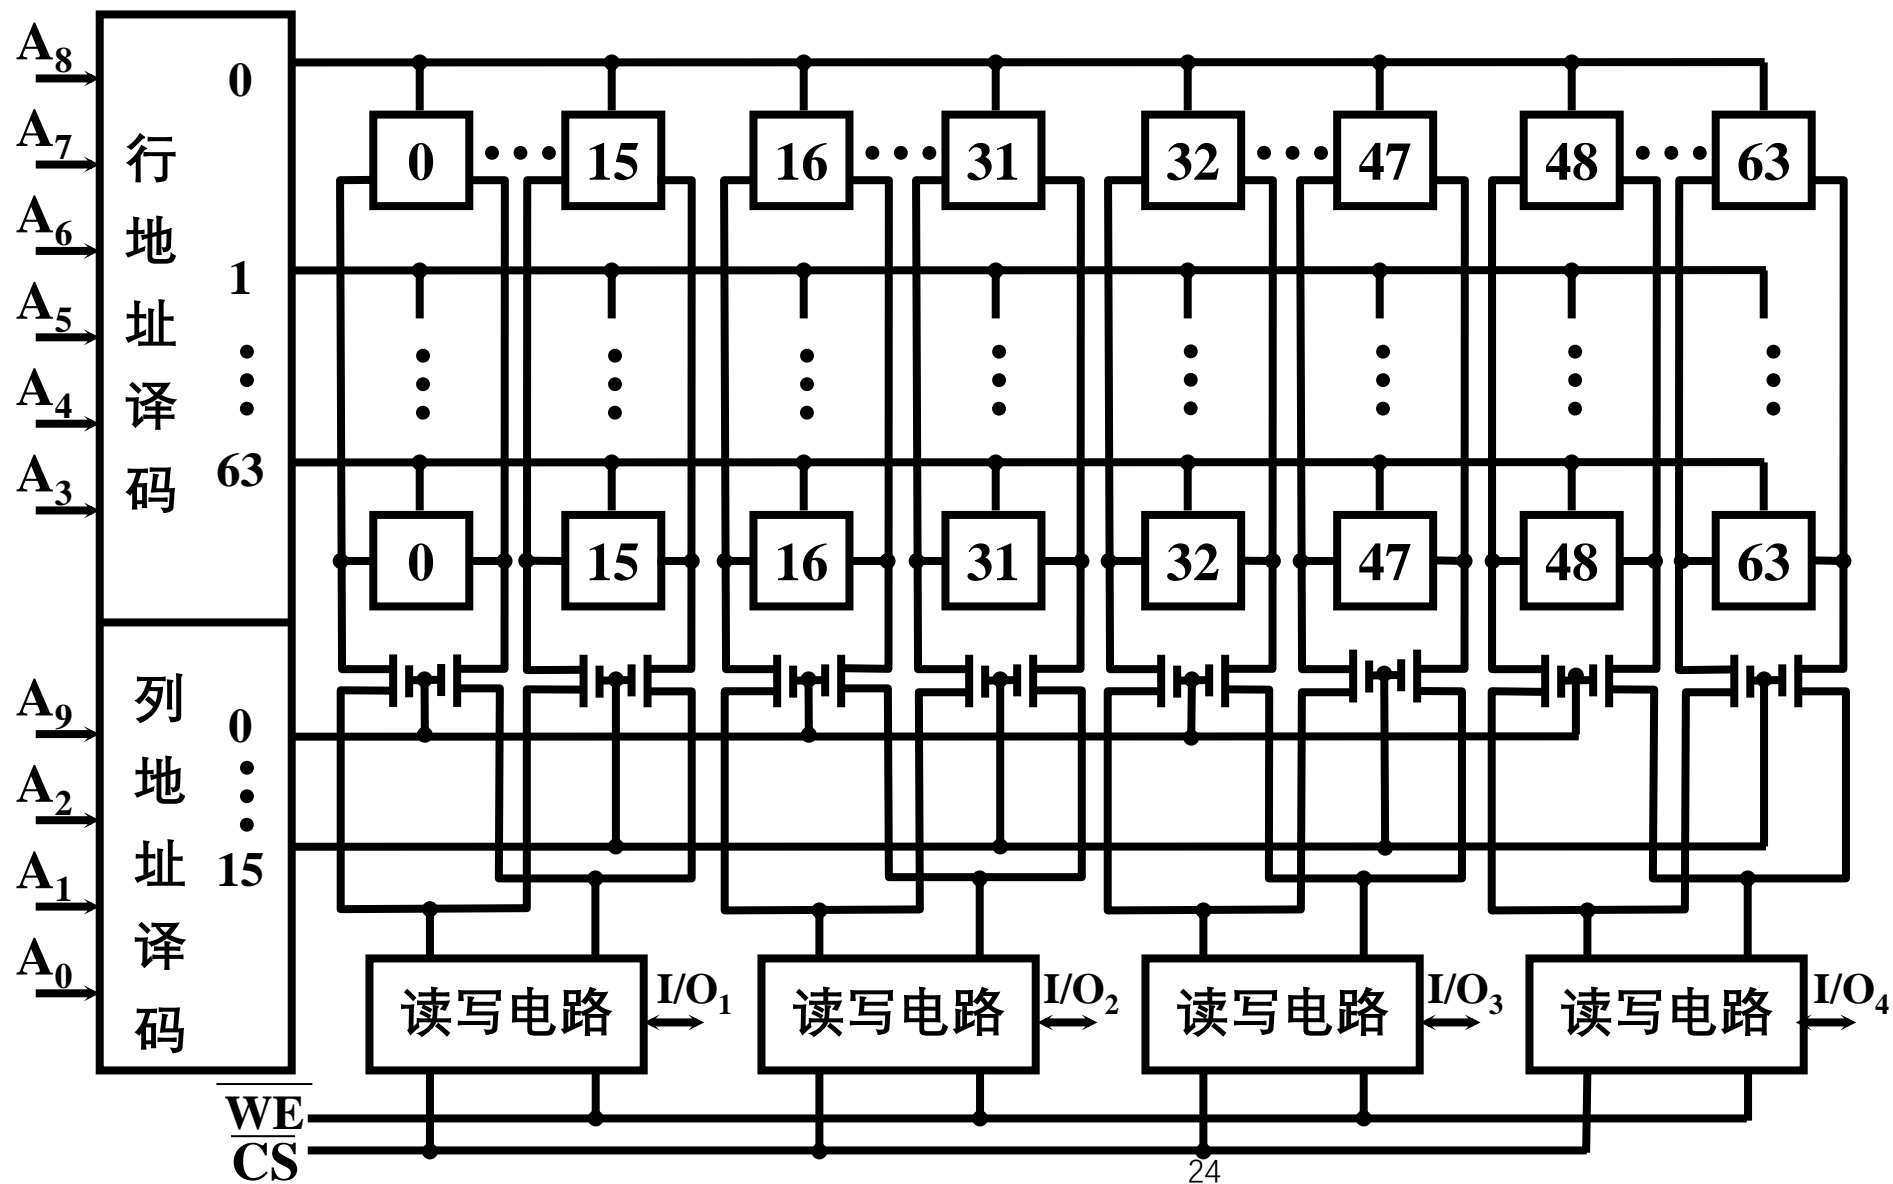 A8
A7
A6
A5
A4
A3
行地址译码
0
1
63
0 15 16 31 32 47 48 63
0 15 16 31 32 47 48 63
A9
A2
A1
A0
列地址译码
0
15
读写电路 I/O1 读写电路 I/O2 读写电路 I/O3 读写电路 I/O4
WE
CS
24